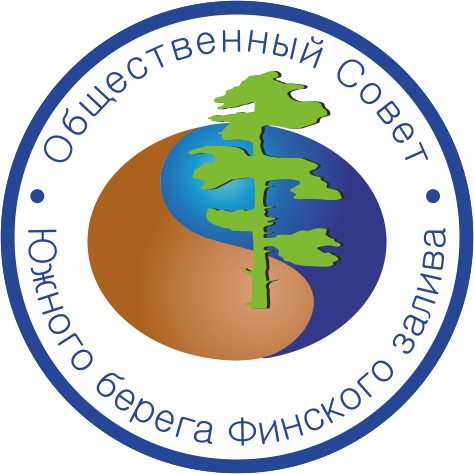 Общественный Совет
Южного берега Финского залива